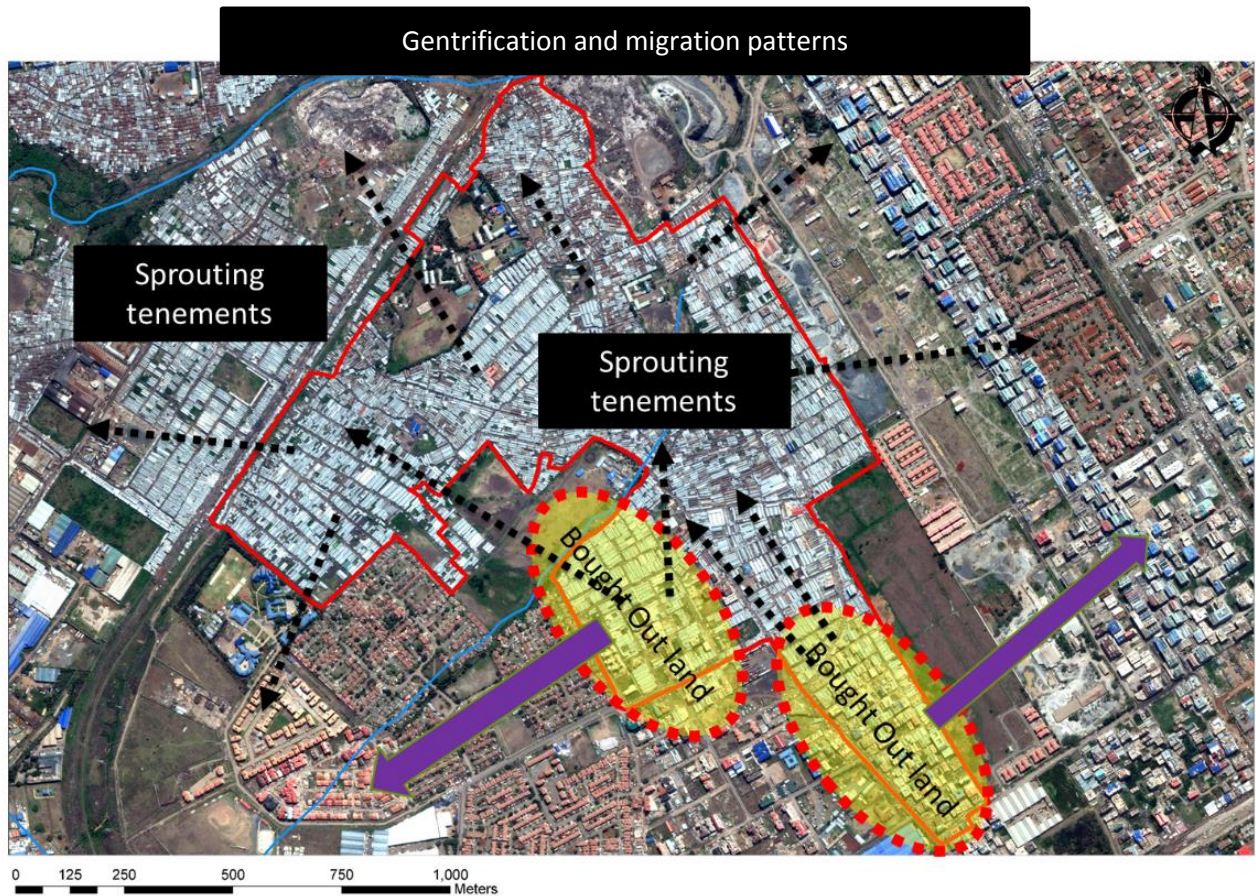 Gentrification and migration patterns
Sprouting
tenements
Sprouting
tenements
Bought Out land
Bought Out land
0 125 250 500 750 1,000
Meters